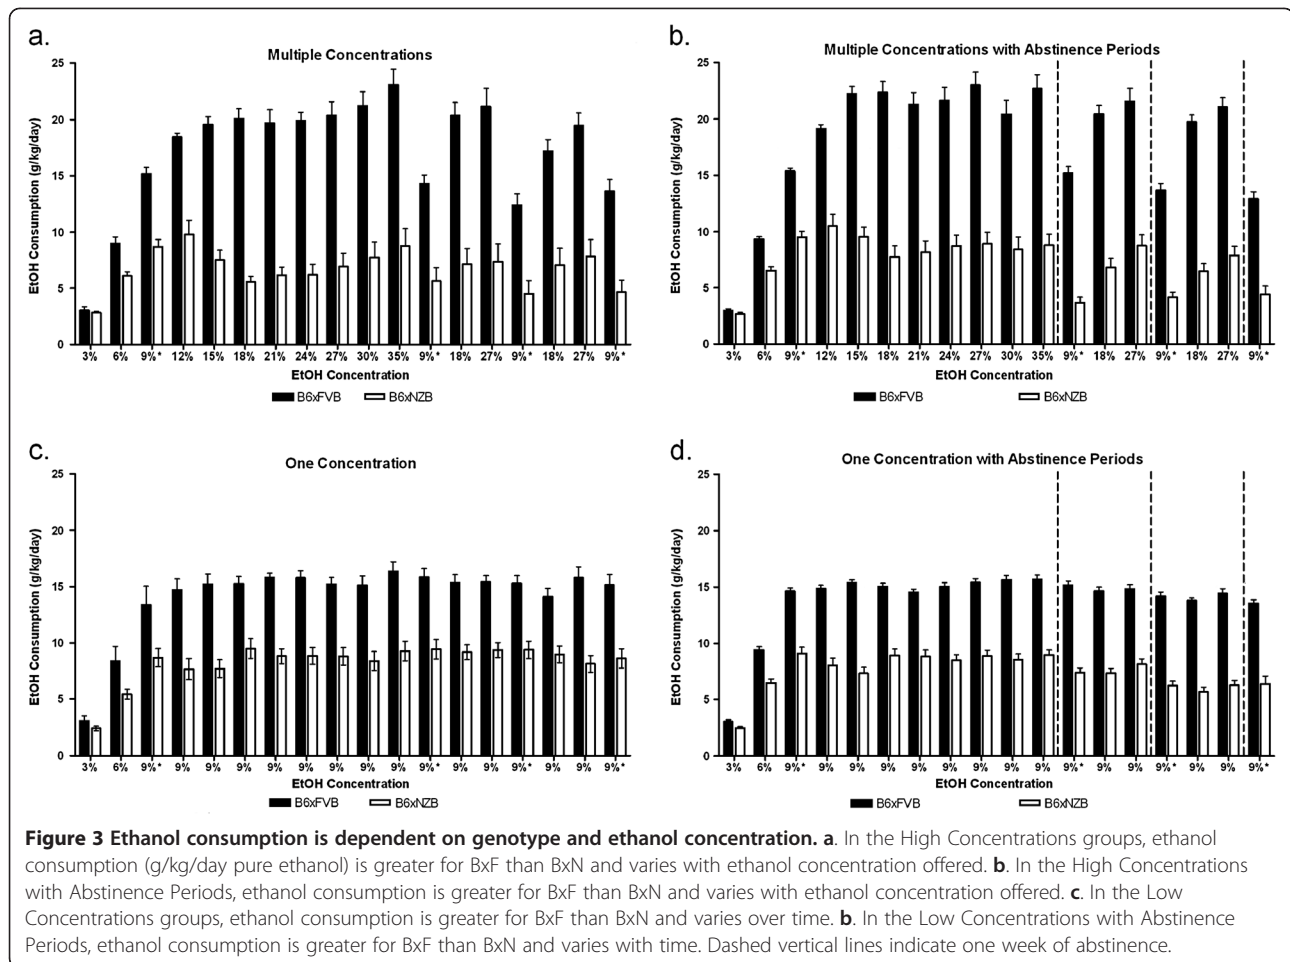 a.
Multiple Concentrations
EtOH Consumption (g/kg/day)
25
20
15
10
5
0
3% 6% 9%* 12% 15% 18% 21% 24% 27% 30% 35% 9%* 18% 27% 9%* 18% 27% 9%*
EtOH Concentration
B6xFVB B6xNZB
b.
Multiple Concentrations with Abstinence Periods
EtOH Consumption (g/kg/day)
25
20
15
10
5
0
3% 6% 9%* 12% 15% 18% 21% 24% 27% 30% 35% 9%* 18% 27% 9%* 18% 27% 9%*
EtOH Concentration
B6xFVB B6xNZB
c.
One Concentration
EtOH Consumption (g/kg/day)
25
20
15
10
5
0
3% 6% 9%* 9% 9% 9% 9% 9% 9% 9% 9% 9%* 9% 9% 9%* 9% 9% 9%*
EtOH Concentration
B6xFVB B6xNZB
d.
One Concentration with Abstinence Periods
EtOH Consumption (g/kg/day)
25
20
15
10
5
0
3% 6% 9%* 9% 9% 9% 9% 9% 9% 9% 9% 9%* 9% 9% 9%* 9% 9% 9%*
EtOH Concentration
B6xFVB B6xNZB
Figure 3 Ethanol consumption is dependent on genotype and ethanol concentration. a. In the High Concentrations groups, ethanol
consumption (g/kg/day pure ethanol) is greater for BxF than BxN and varies with ethanol concentration offered. b. In the High Concentrations
with Abstinence Periods, ethanol consumption is greater for BxF than BxN and varies with ethanol concentration offered. c. In the Low
Concentrations groups, ethanol consumption is greater for BxF than BxN and varies over time. b. In the Low Concentrations with Abstinence
Periods, ethanol consumption is greater for BxF than BxN and varies with time. Dashed vertical lines indicate one week of abstinence.